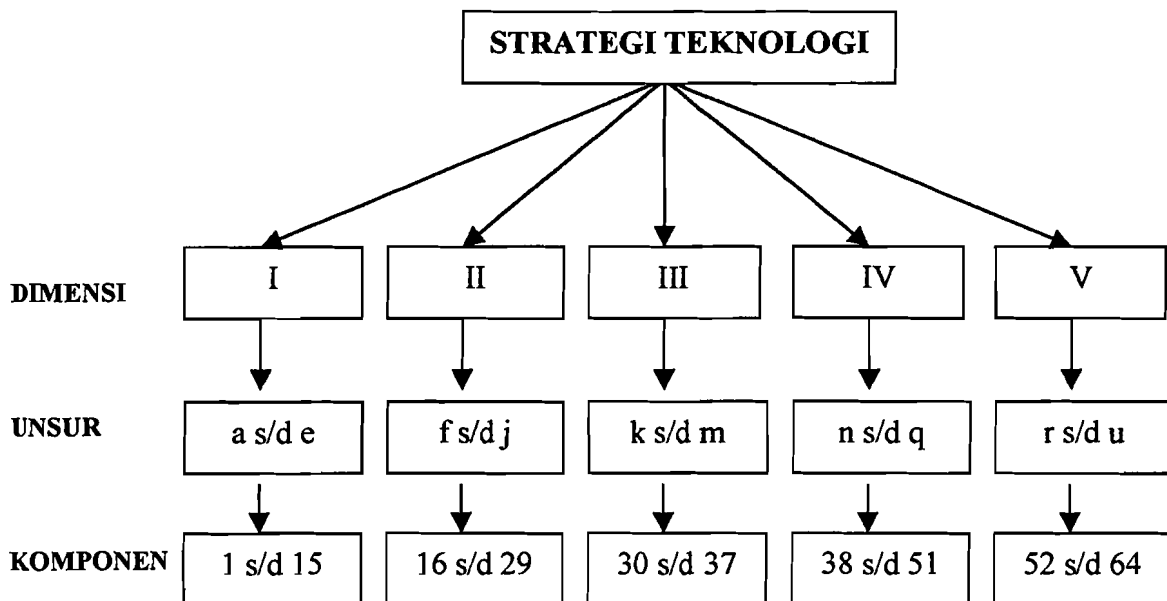 STRATEGI TEKNOLOGI
DIMENSI
I
II
III
IV
V
UNSUR
a s/d e
f s/d j
k s/d m
n s/d q
r s/d u
KOMPONEN
1 s/d 15
16 s/d 29
30 s/d 37
38 s/d 51
52 s/d 64